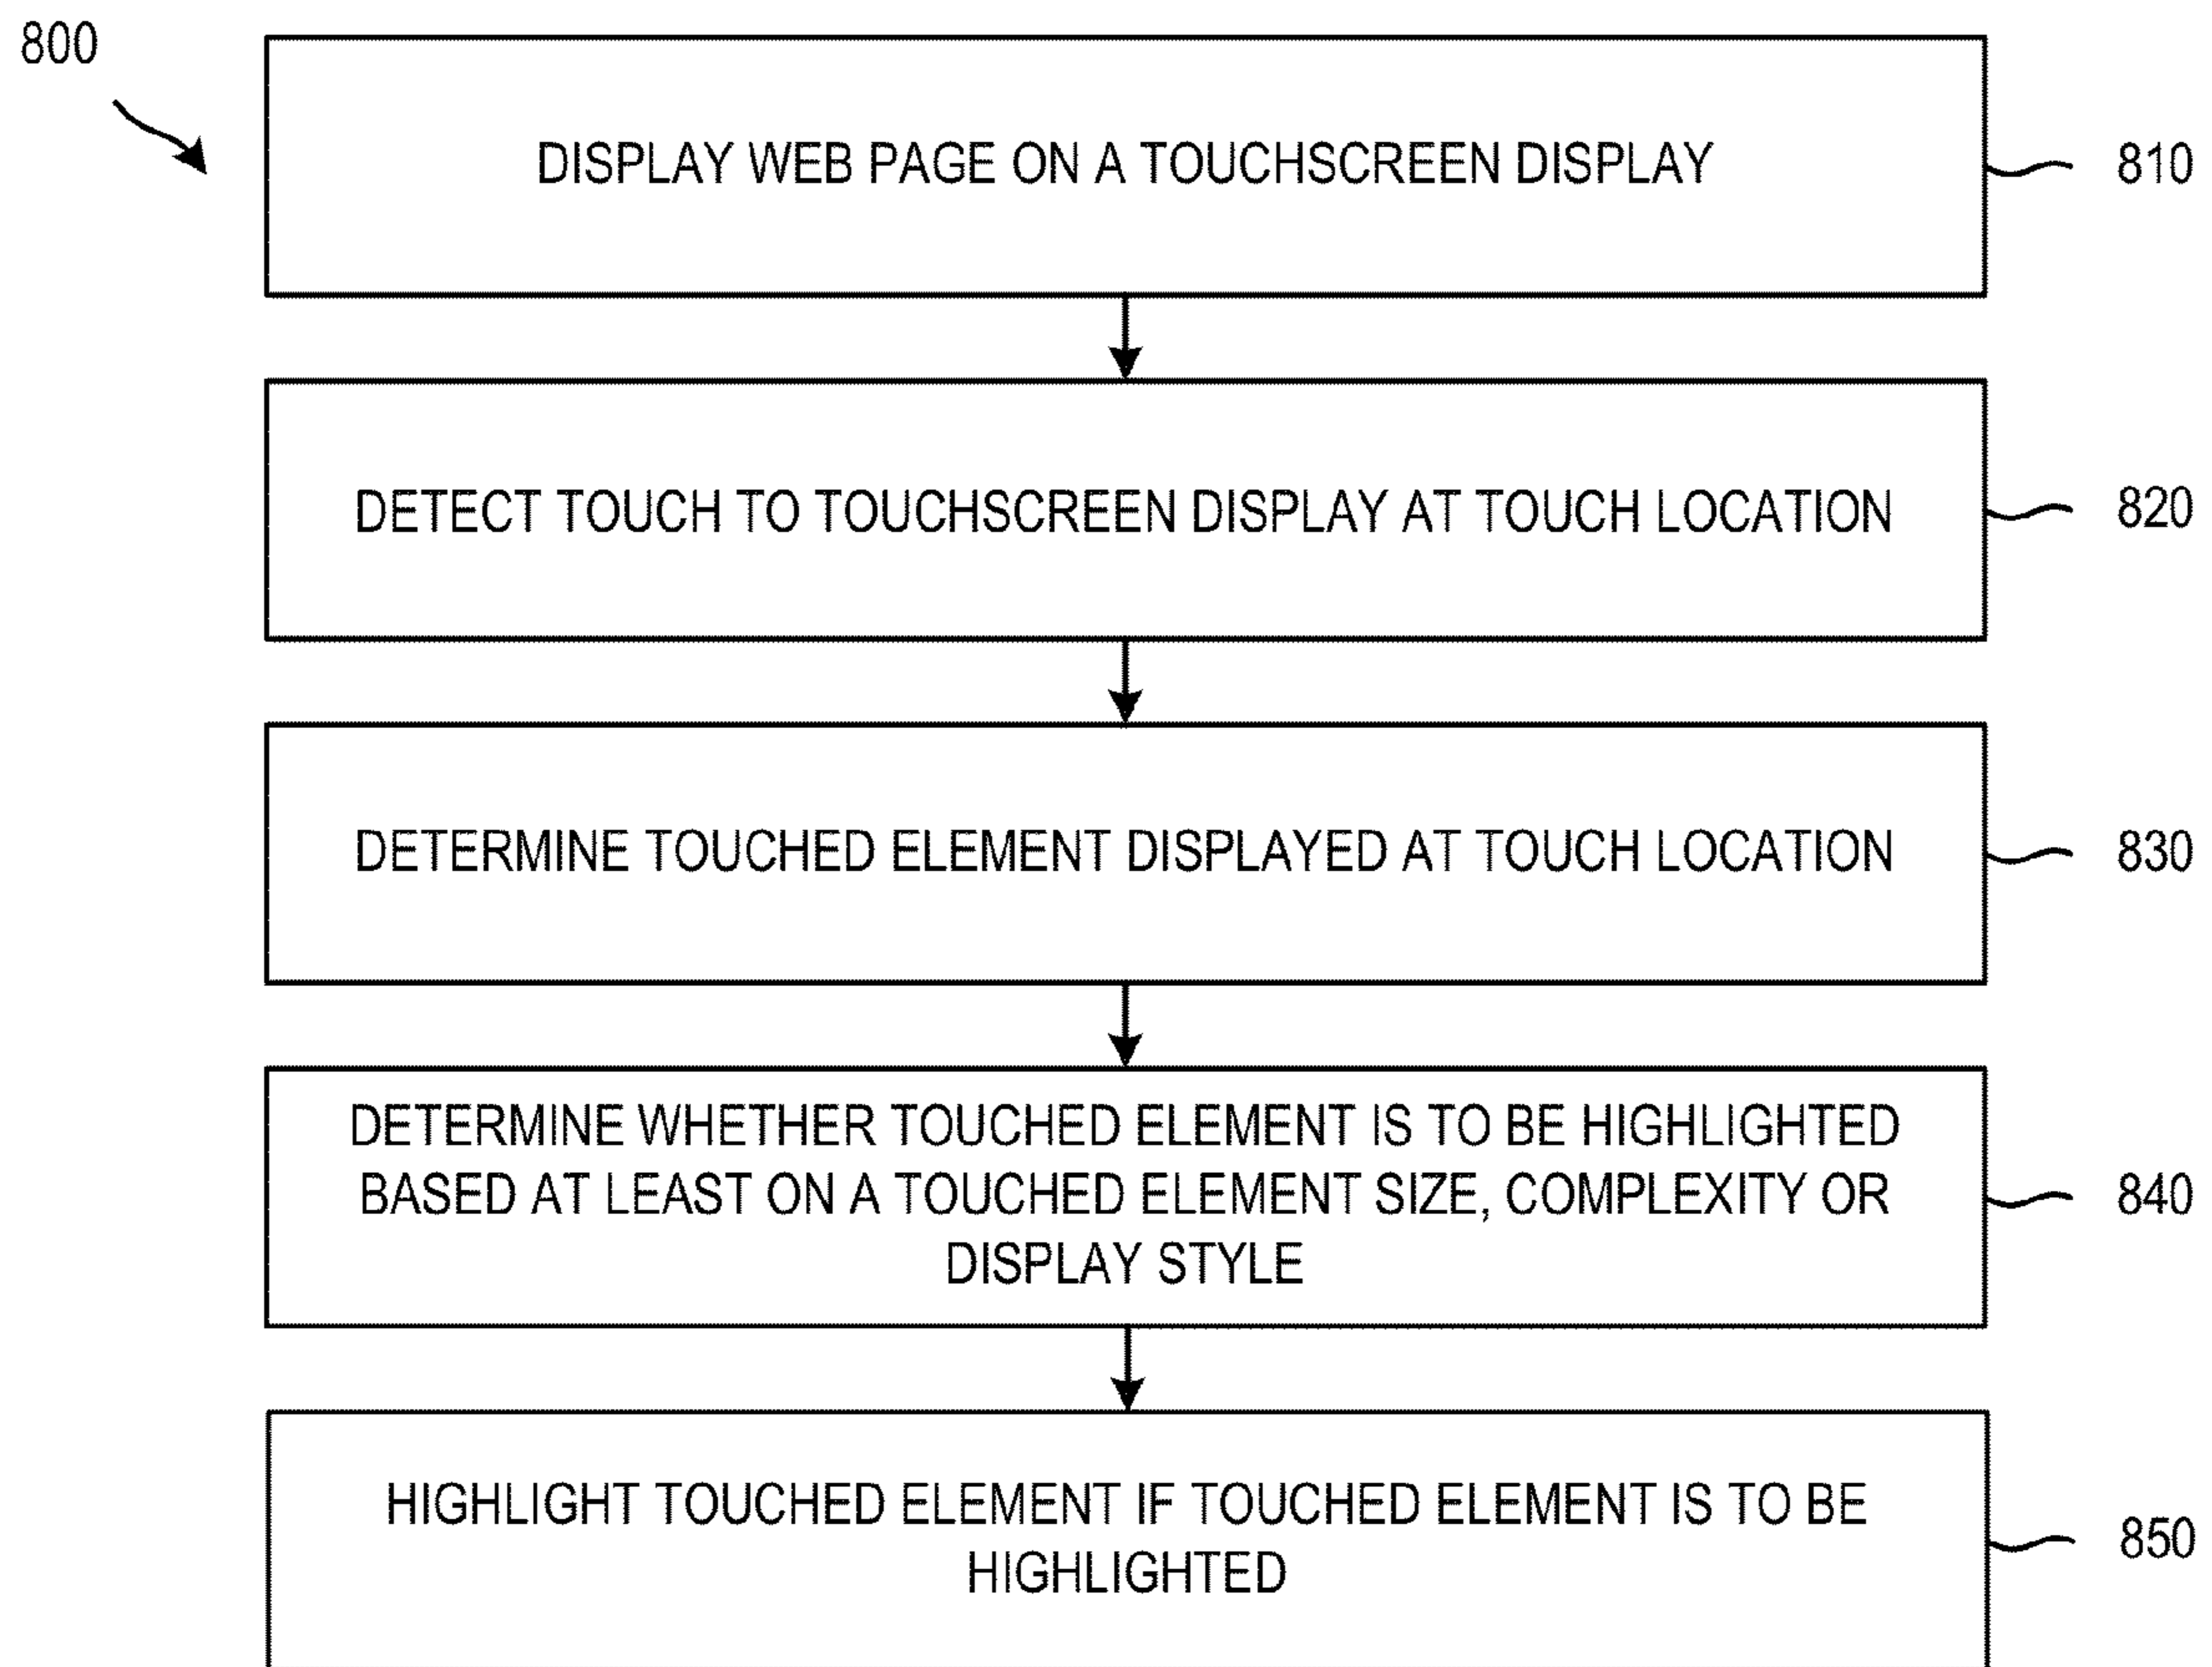 800
DISPLAY WEB PAGE ON A TOUCHSCREEN DISPLAY
810
DETECT TOUCH TO TOUCHSCREEN DISPLAY AT TOUCH LOCATION
820
DETERMINE TOUCHED ELEMENT DISPLAYED AT TOUCH LOCATION
830
DETERMINE WHETHER TOUCHED ELEMENT IS TO BE HIGHLIGHTED
BASED AT LEAST ON A TOUCHED ELEMENT SIZE, COMPLEXITY OR
DISPLAY STYLE
840
HIGHLIGHT TOUCHED ELEMENT IF TOUCHED ELEMENT IS TO BE
HIGHLIGHTED
850